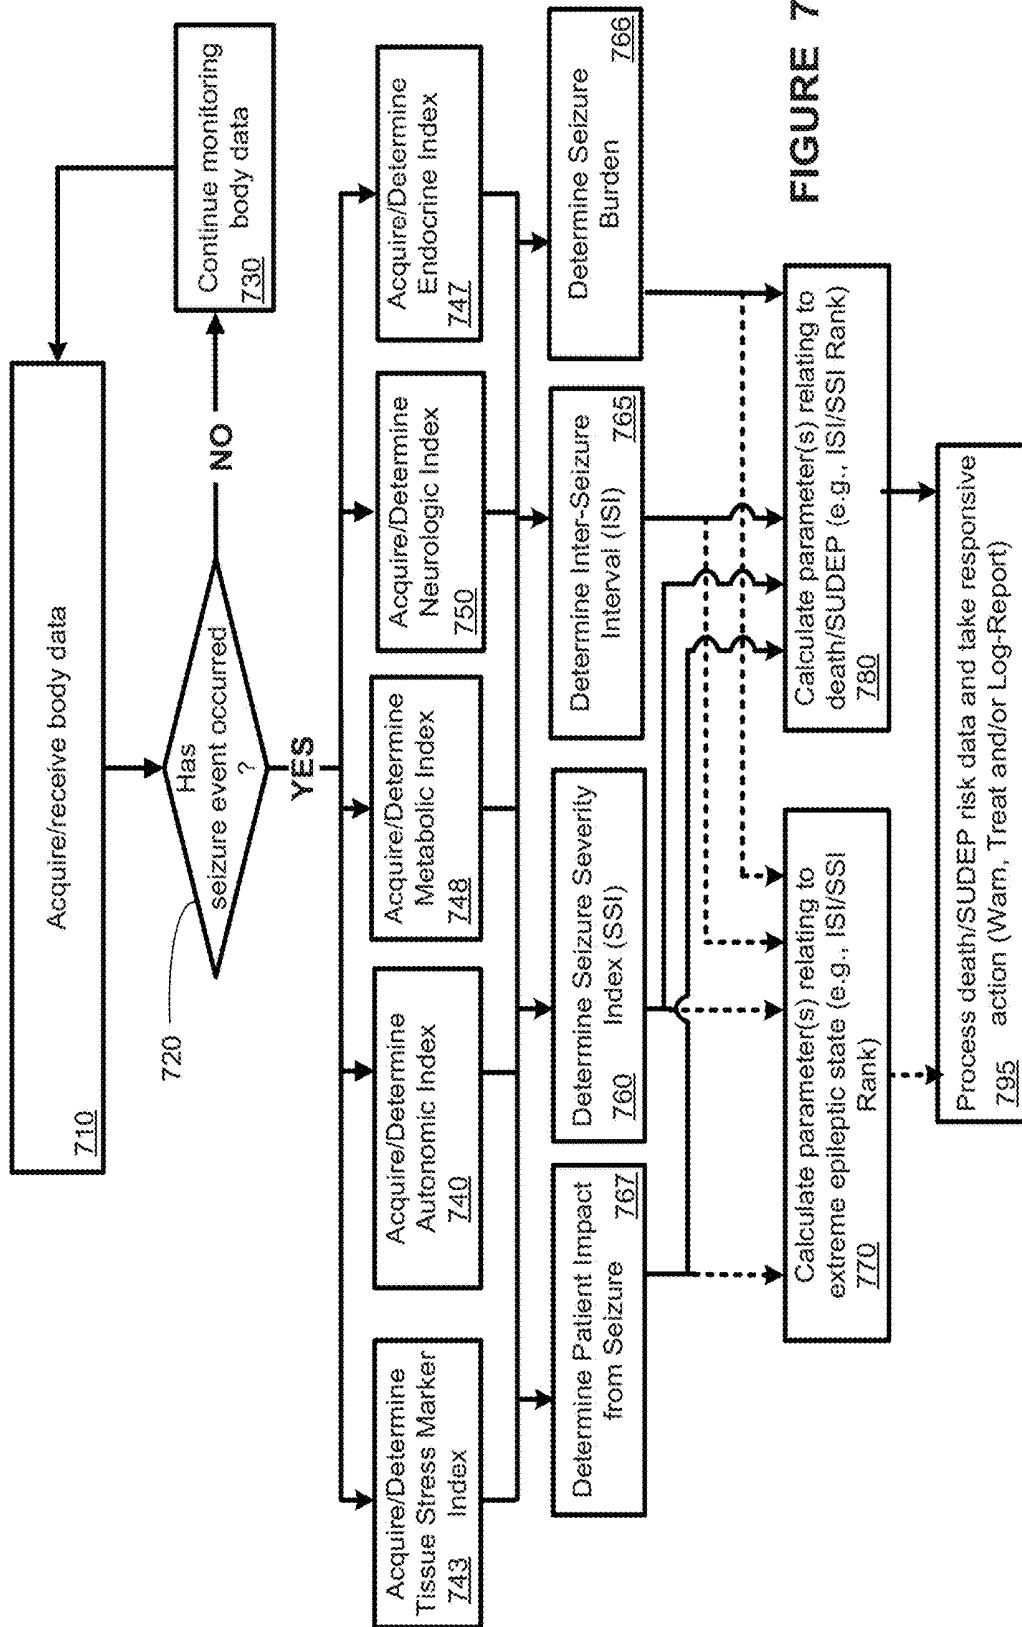 Acquire/receive body data
710
Has
seizure event occurred
?
720
NO
Continue monitoring
body data
730
YES
Acquire/Determine
Tissue Stress Marker
Index
743
Acquire/Determine
Autonomic Index
740
Acquire/Determine
Metabolic Index
748
Acquire/Determine
Neurologic Index
750
Acquire/Determine
Endocrine Index
747
Determine Patient Impact
from Seizure
767
Determine Seizure Severity
Index (SSI)
760
Determine Inter-Seizure
Interval (ISI)
765
Determine Seizure
Burden
766
Calculate parameter(s) relating to
extreme epileptic state (e.g., ISI/SSI
Rank)
770
Calculate parameter(s) relating to
death/SUDEP (e.g., ISI/SSI Rank)
780
Process death/SUDEP risk data and take responsive
action (Warn, Treat and/or Log-Report)
795
FIGURE 7